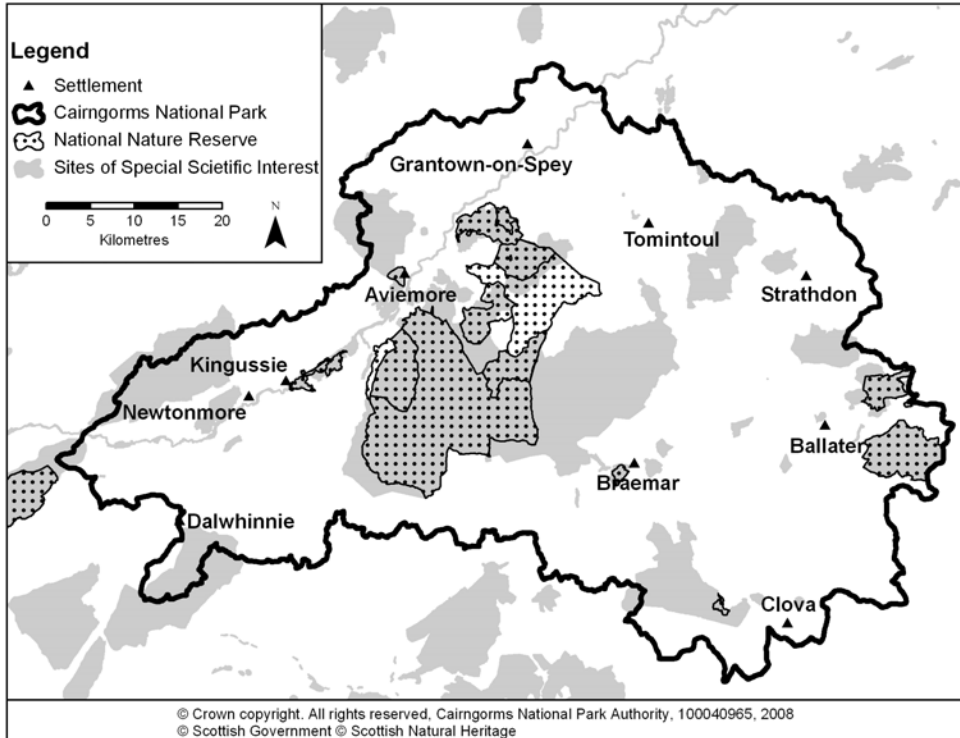 Legend
Settlement
Cairngorms National Park
National Nature Reserve
Sites of Special Scietific Interest
0 5 10 15 20
Kilometres
N
Grantown-on-Spey
Tomintoul
Strathdon
Aviemore
Kingussie
Newtonmore
Ballater
Braemar
Dalwhinnie
Clova
© Crown copyright. All rights reserved, Cairngorms National Park Authority, 100040965, 2008
© Scottish Government © Scottish Natural Heritage